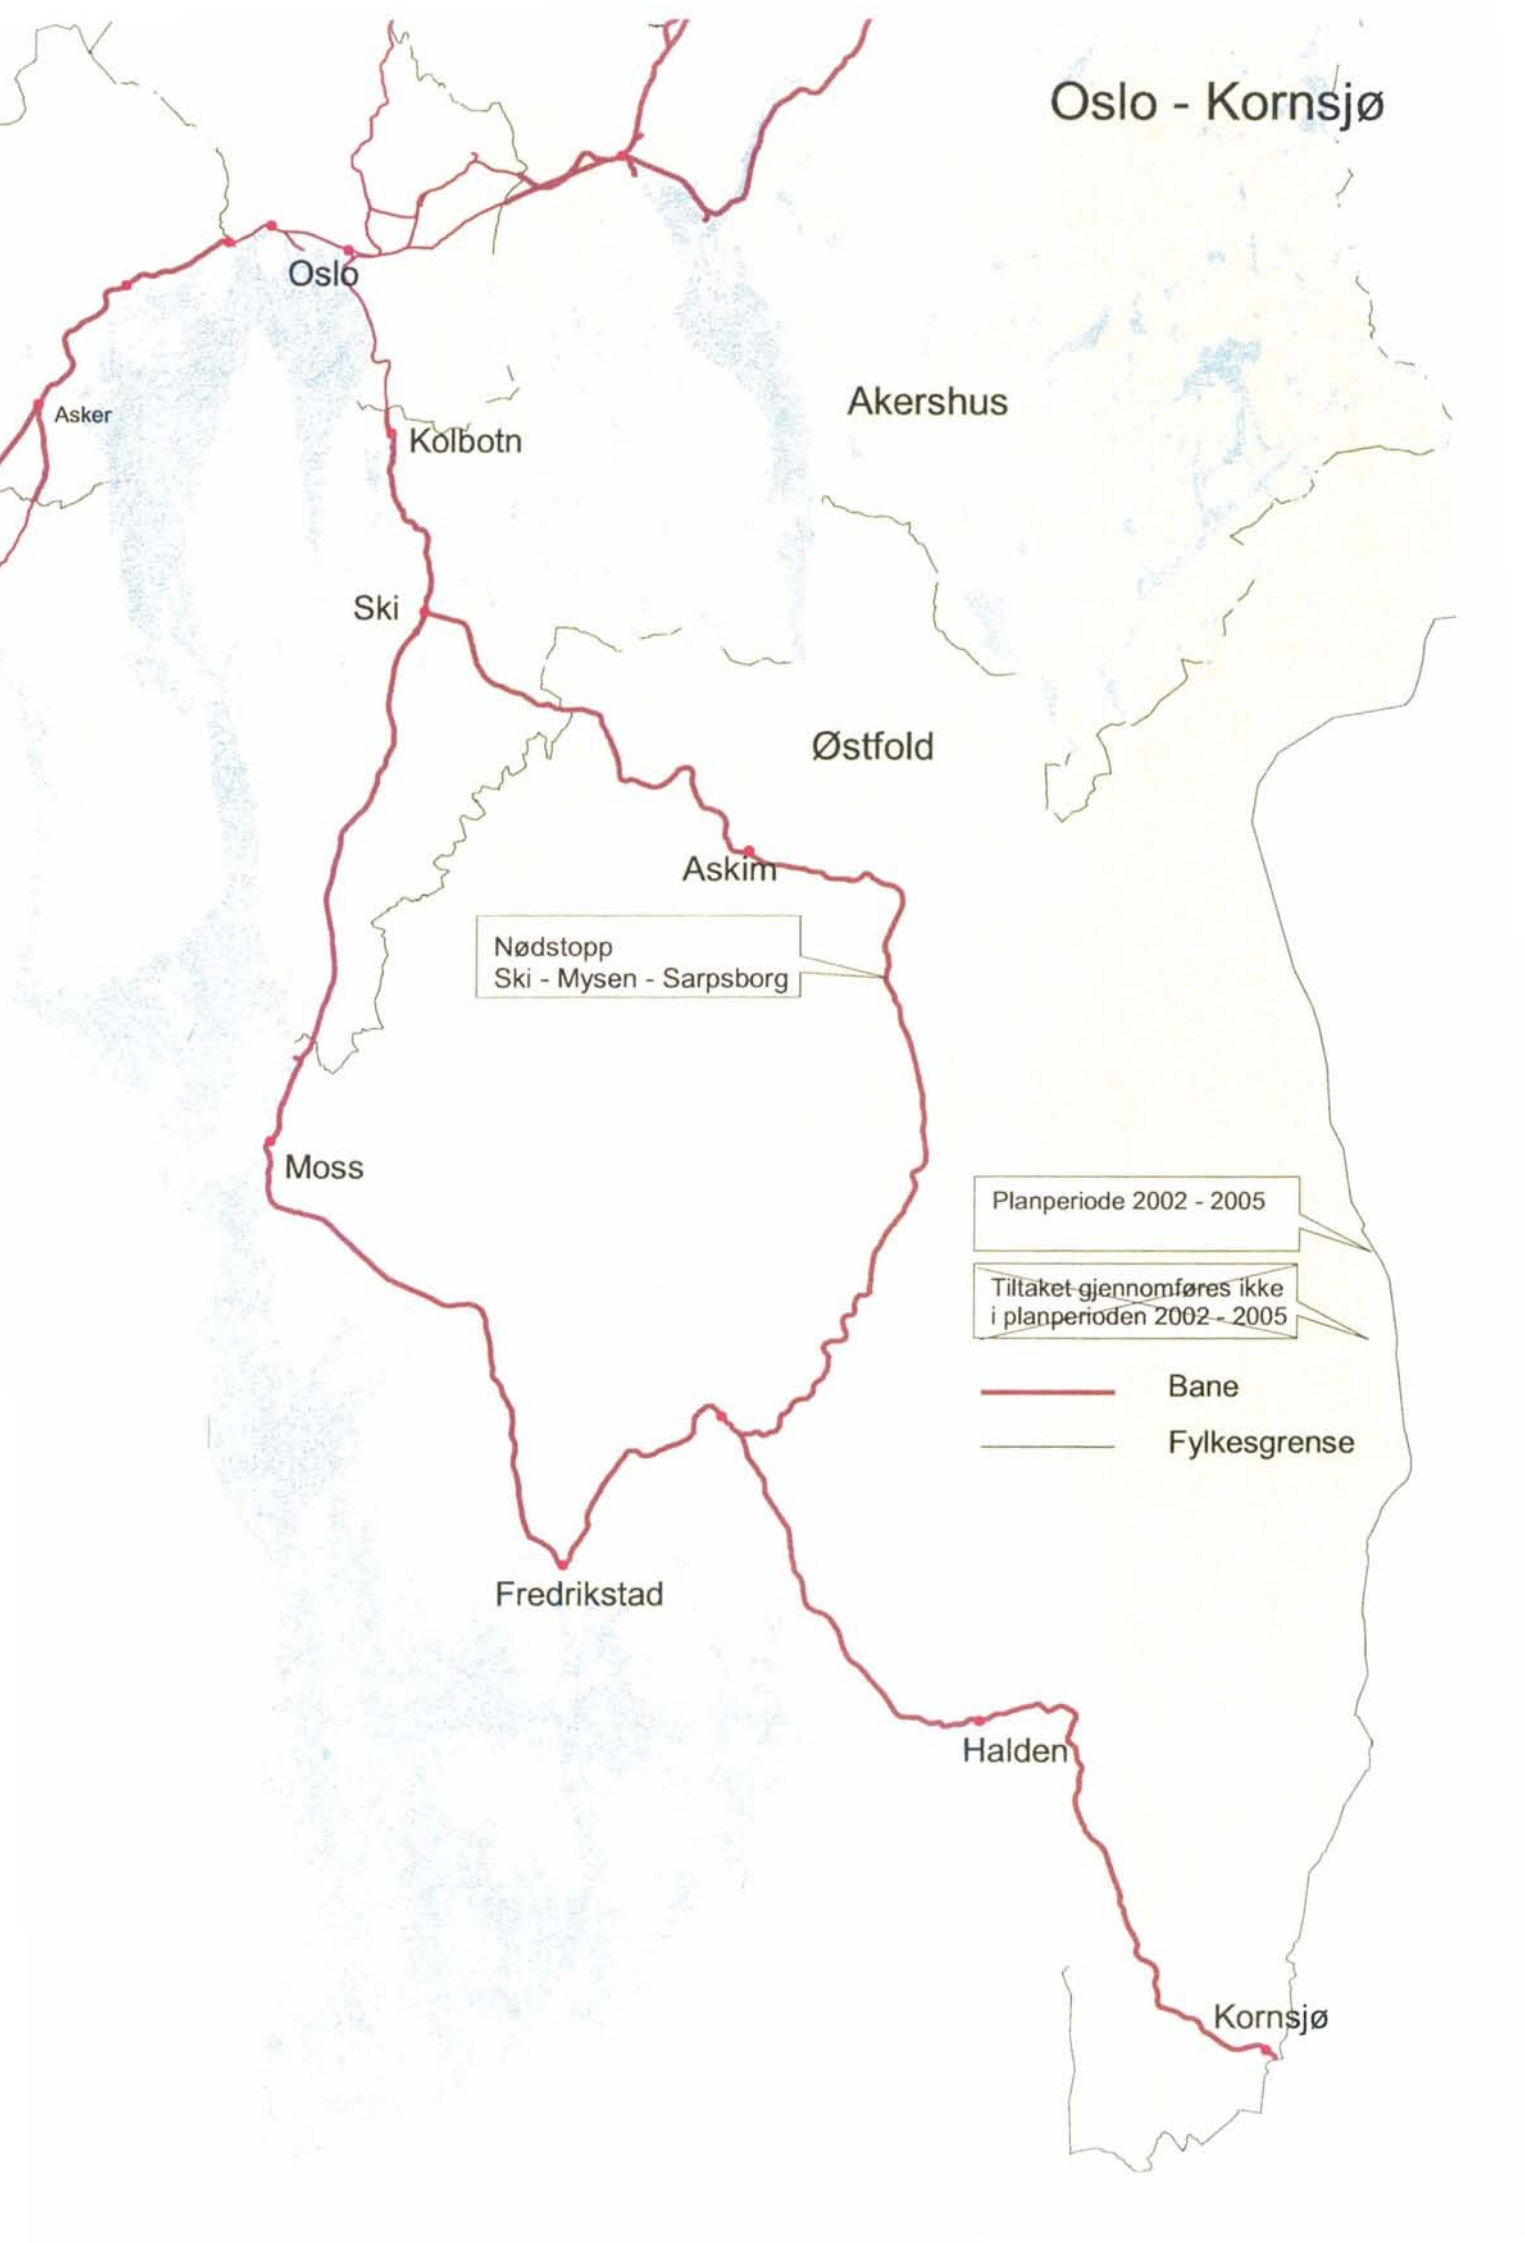 Oslo - Kornsjø
Oslo
Asker
Akershus
Kolbotn
Ski
Østfold
Askim
Nødstopp
Ski - Mysen - Sarpsborg
Moss
Planperiode 2002 - 2005
Tiltaket gjennomføres ikke
i planperioden 2002 - 2005
Bane
Fylkesgrense
Fredrikstad
Halden
Kornsjø